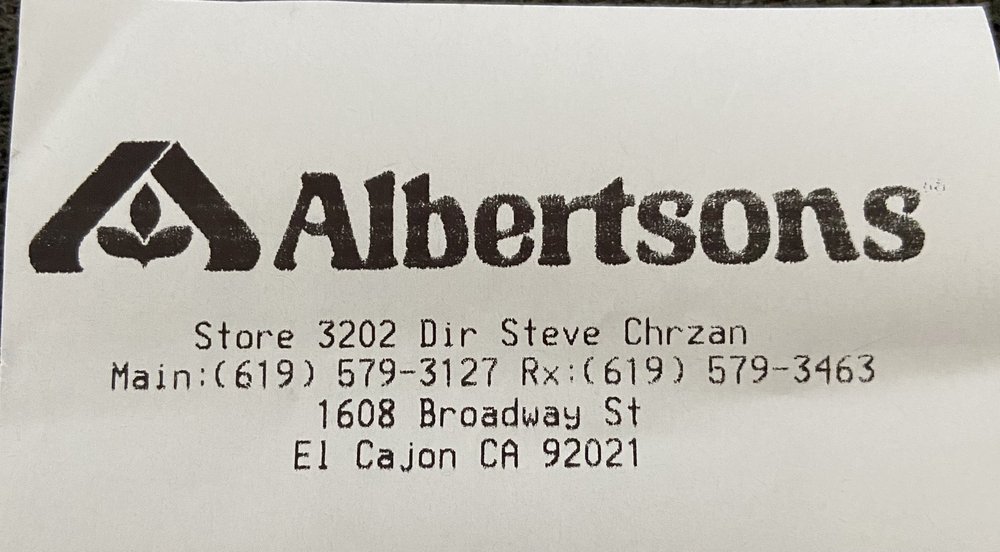 Albertsons
Store 3202 Dir Steve Chrzan
Main:(619) 579-3127 Rx:(619) 579-3463
1608 Broadway St
El Cajon CA 92021